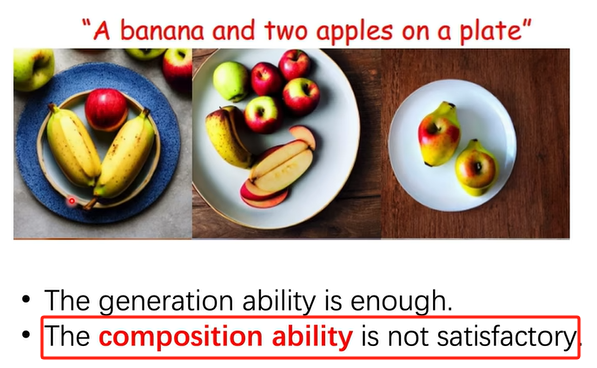 “A banana and two apples on a plate”
• The generation ability is enough.
• The composition ability is not satisfactory.